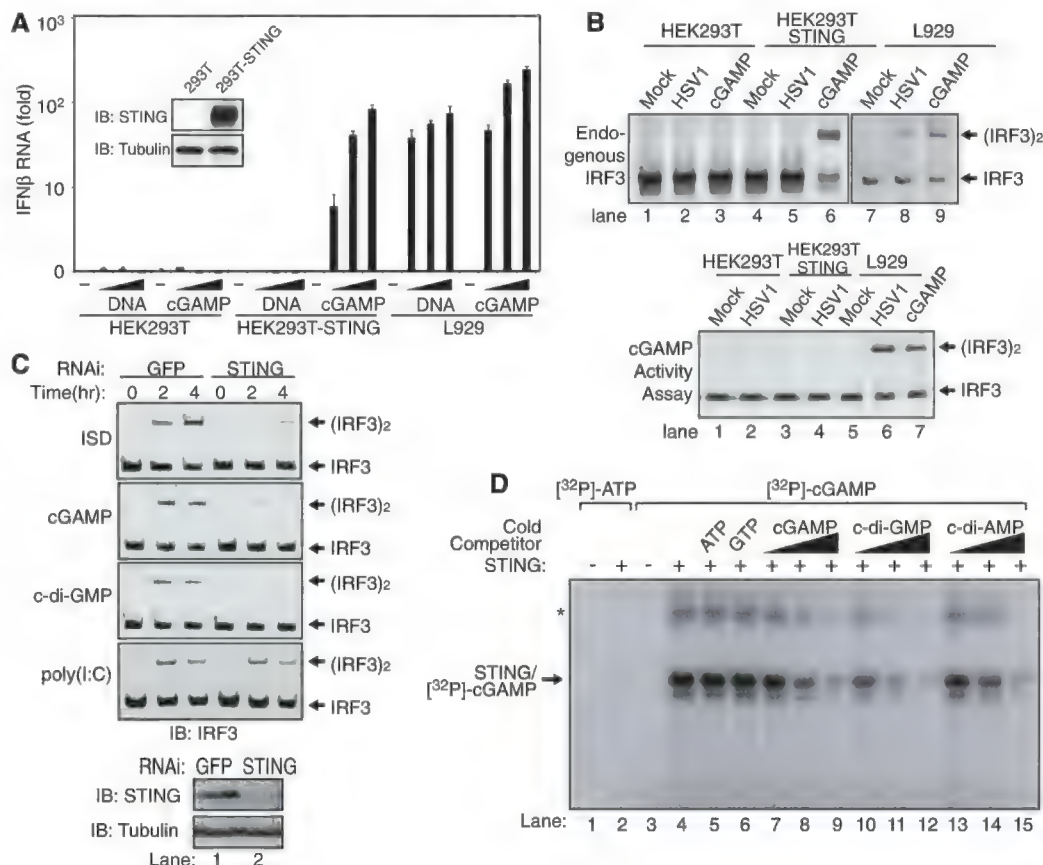 A
IFNβ RNA (fold)
10³
10²
10
0
293T
293T-STING
IB: STING
IB: Tubulin
– DNA – cGAMP – DNA – cGAMP – DNA – cGAMP
HEK293T HEK293T-STING L929
B
HEK293T HEK293T STING L929
Mock HSV1 cGAMP Mock HSV1 cGAMP Mock HSV1 cGAMP
Endo-
genous
IRF3
(IRF3)₂
IRF3
lane 1 2 3 4 5 6 7 8 9
HEK293T HEK293T STING L929
Mock HSV1 Mock HSV1 Mock HSV1 cGAMP
cGAMP
Activity
Assay
(IRF3)₂
IRF3
lane 1 2 3 4 5 6 7
C
RNAi: GFP STING
Time(hr): 0 2 4 0 2 4
ISD
(IRF3)₂
IRF3
cGAMP
(IRF3)₂
IRF3
c-di-GMP
(IRF3)₂
IRF3
poly(I:C)
(IRF3)₂
IRF3
IB: IRF3
RNAi: GFP STING
IB: STING
IB: Tubulin
Lane: 1 2
D
[³²P]-ATP [³²P]-cGAMP
Cold
Competitor
ATP GTP cGAMP c-di-GMP c-di-AMP
STING: - + - + + + + + + + + + + + +
*
STING/
[³²P]-cGAMP
Lane: 1 2 3 4 5 6 7 8 9 10 11 12 13 14 15